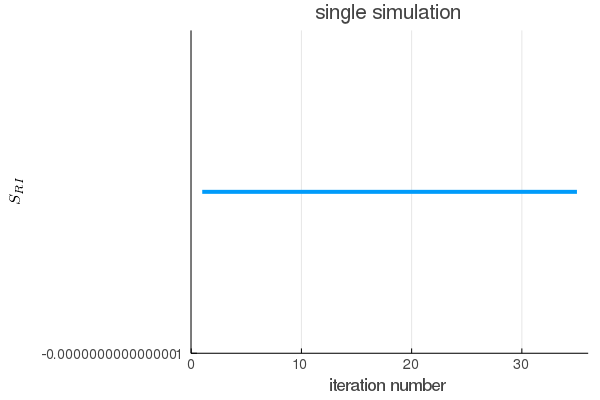 single simulation
S_{RI}
-0.0000000000000001
0 10 20 30
iteration number